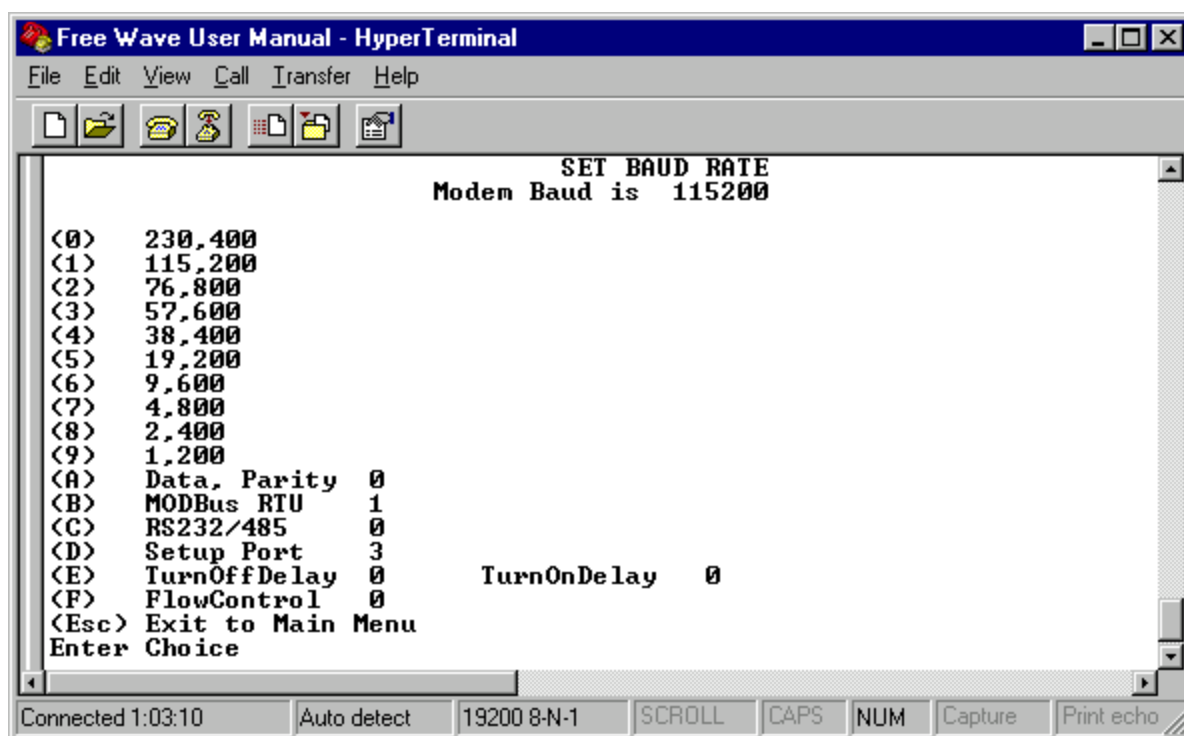 Free Wave User Manual - HyperTerminal
File Edit View Call Transfer Help
SET BAUD RATE
Modem Baud is 115200
(0) 230,400
(1) 115,200
(2) 76,800
(3) 57,600
(4) 38,400
(5) 19,200
(6) 9,600
(7) 4,800
(8) 2,400
(9) 1,200
(A) Data, Parity 0
(B) MODBus RTU 1
(C) RS232/485 0
(D) Setup Port 3
(E) TurnOffDelay 0 TurnOnDelay 0
(F) FlowControl 0
(Esc) Exit to Main Menu
Enter Choice
Connected 1:03:10 Auto detect 19200 8-N-1 SCROLL CAPS NUM Capture Print echo